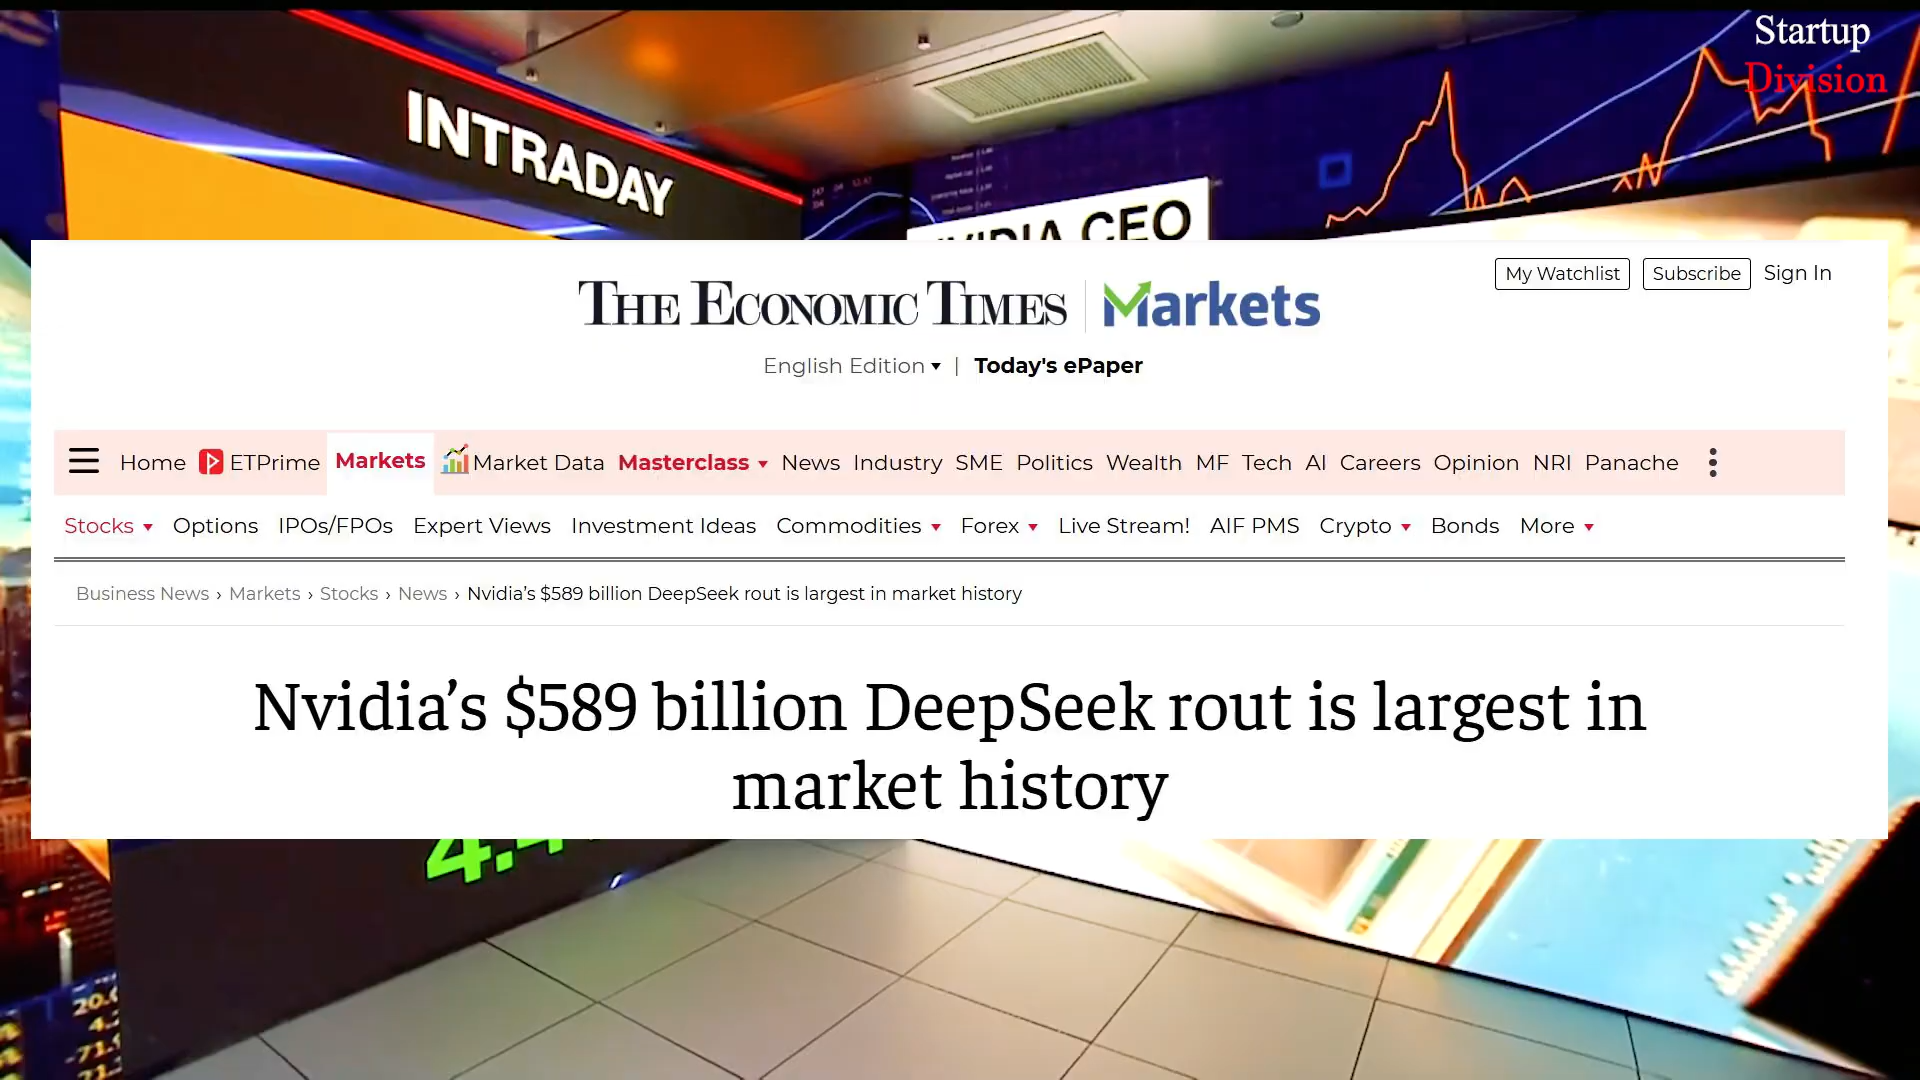 Startup
Division
INTRADAY
CEO
THE ECONOMIC TIMES | Markets
My Watchlist Subscribe Sign In
English Edition | Today's ePaper
Home ETPrime Markets Market Data Masterclass News Industry SME Politics Wealth MF Tech AI Careers Opinion NRI Panache
Stocks Options IPOs/FPOs Expert Views Investment Ideas Commodities Forex Live Stream! AIF PMS Crypto Bonds More
Business News › Markets › Stocks › News › Nvidia’s $589 billion DeepSeek rout is largest in market history
Nvidia’s $589 billion DeepSeek rout is largest in
market history